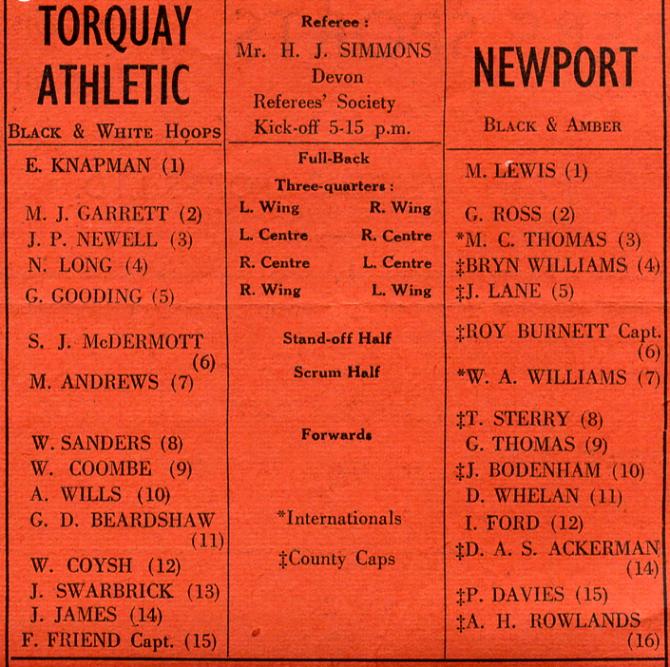 TORQUAY
ATHLETIC
BLACK & WHITE HOOPS
E. KNAPMAN (1)
M. J. GARRETT (2)
J. P. NEWELL (3)
N. LONG (4)
G. GOODING (5)
S. J. McDERMOTT
(6)
M. ANDREWS (7)
W. SANDERS (8)
W. COOMBE (9)
A. WILLS (10)
G. D. BEARDSHAW
(11)
W. COYSH (12)
J. SWARBRICK (13)
J. JAMES (14)
F. FRIEND Capt. (15)
Referee :
Mr. H. J. SIMMONS
Devon
Referees' Society
Kick-off 5-15 p.m.
Full-Back
Three-quarters :
L. Wing R. Wing
L. Centre R. Centre
R. Centre L. Centre
R. Wing L. Wing
Stand-off Half
Scrum Half
Forwards
*Internationals
‡County Caps
NEWPORT
BLACK & AMBER
M. LEWIS (1)
G. ROSS (2)
*M. C. THOMAS (3)
‡BRYN WILLIAMS (4)
‡J. LANE (5)
‡ROY BURNETT Capt.
(6)
*W. A. WILLIAMS (7)
‡T. STERRY (8)
G. THOMAS (9)
‡J. BODENHAM (10)
D. WHELAN (11)
I. FORD (12)
‡D. A. S. ACKERMAN
(14)
‡P. DAVIES (15)
‡A. H. ROWLANDS
(16)